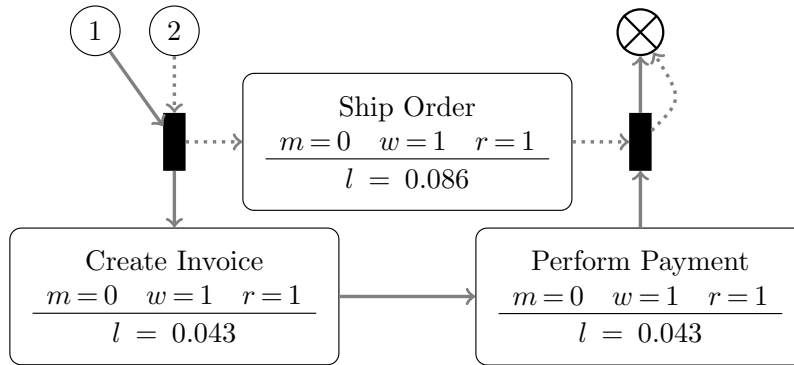 1
2
Ship Order
m = 0 w = 1 r = 1
l = 0.086
Create Invoice
m = 0 w = 1 r = 1
l = 0.043
Perform Payment
m = 0 w = 1 r = 1
l = 0.043